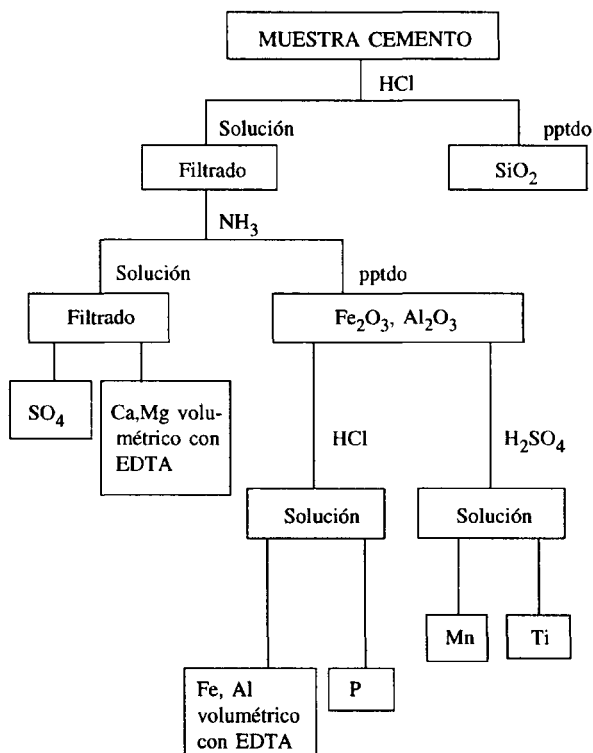 MUESTRA CEMENTO
HCl
Solución
pptdo
Filtrado
SiO2
NH3
Solución
pptdo
Filtrado
Fe2O3, Al2O3
SO4
Ca,Mg volu-
métrico con
EDTA
HCl
H2SO4
Solución
Solución
Mn
Ti
Fe, Al
volumétrico
con EDTA
P